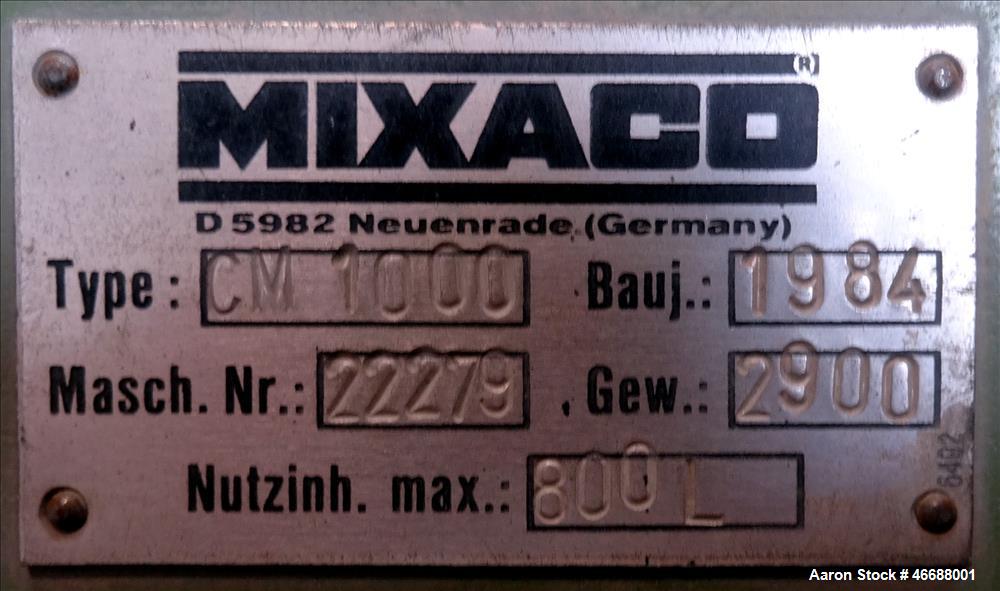 MIXACO ®
D 5982 Neuenrade (Germany)
Type: CM 1000 Bauj.: 1984
Masch. Nr.: 22279 Gew.: 2900
Nutzinh. max.: 800 L
6402
Aaron Stock # 46688001